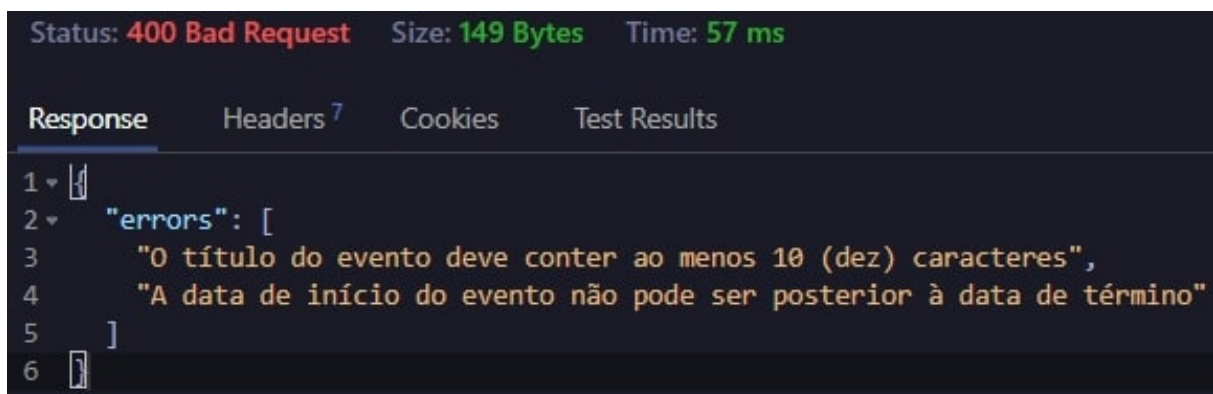 Status: 400 Bad Request Size: 149 Bytes Time: 57 ms
Response Headers 7 Cookies Test Results
1 {
2 "errors": [
3 "O título do evento deve conter ao menos 10 (dez) caracteres",
4 "A data de início do evento não pode ser posterior à data de término"
5 ]
6 }